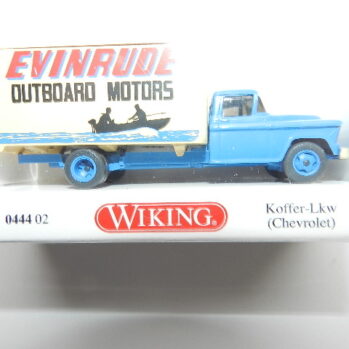 EVINRUDE
OUTBOARD MOTORS
0444 02
WIKING
Koffer-Lkw
(Chevrolet)